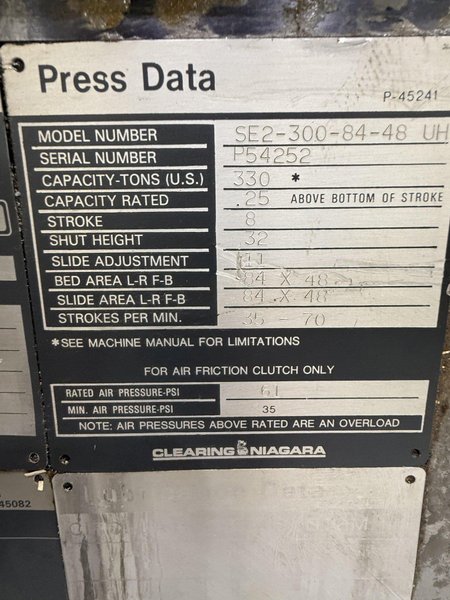 Press Data
P-45241
MODEL NUMBER SE2-300-84-48 UH
SERIAL NUMBER P54252
CAPACITY-TONS (U.S.) 330 *
CAPACITY RATED .25 ABOVE BOTTOM OF STROKE
STROKE 8
SHUT HEIGHT 32
SLIDE ADJUSTMENT 11
BED AREA L-R F-B 84 X 48
SLIDE AREA L-R F-B 84 X 48
STROKES PER MIN. 35 - 70
*SEE MACHINE MANUAL FOR LIMITATIONS
FOR AIR FRICTION CLUTCH ONLY
RATED AIR PRESSURE-PSI 61
MIN. AIR PRESSURE-PSI 35
NOTE: AIR PRESSURES ABOVE RATED ARE AN OVERLOAD
CLEARING NIAGARA
45082